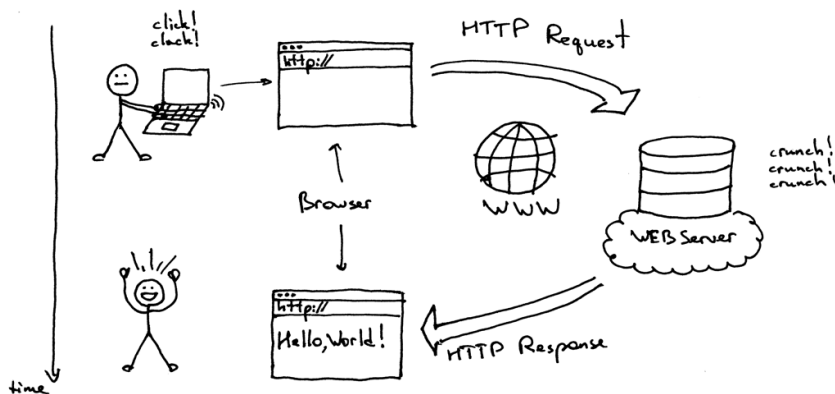 click!
clack!
http://
HTTP Request
WWW
crunch!
crunch!
crunch!
WEB Server
Browser
http://
Hello, World!
HTTP Response
time